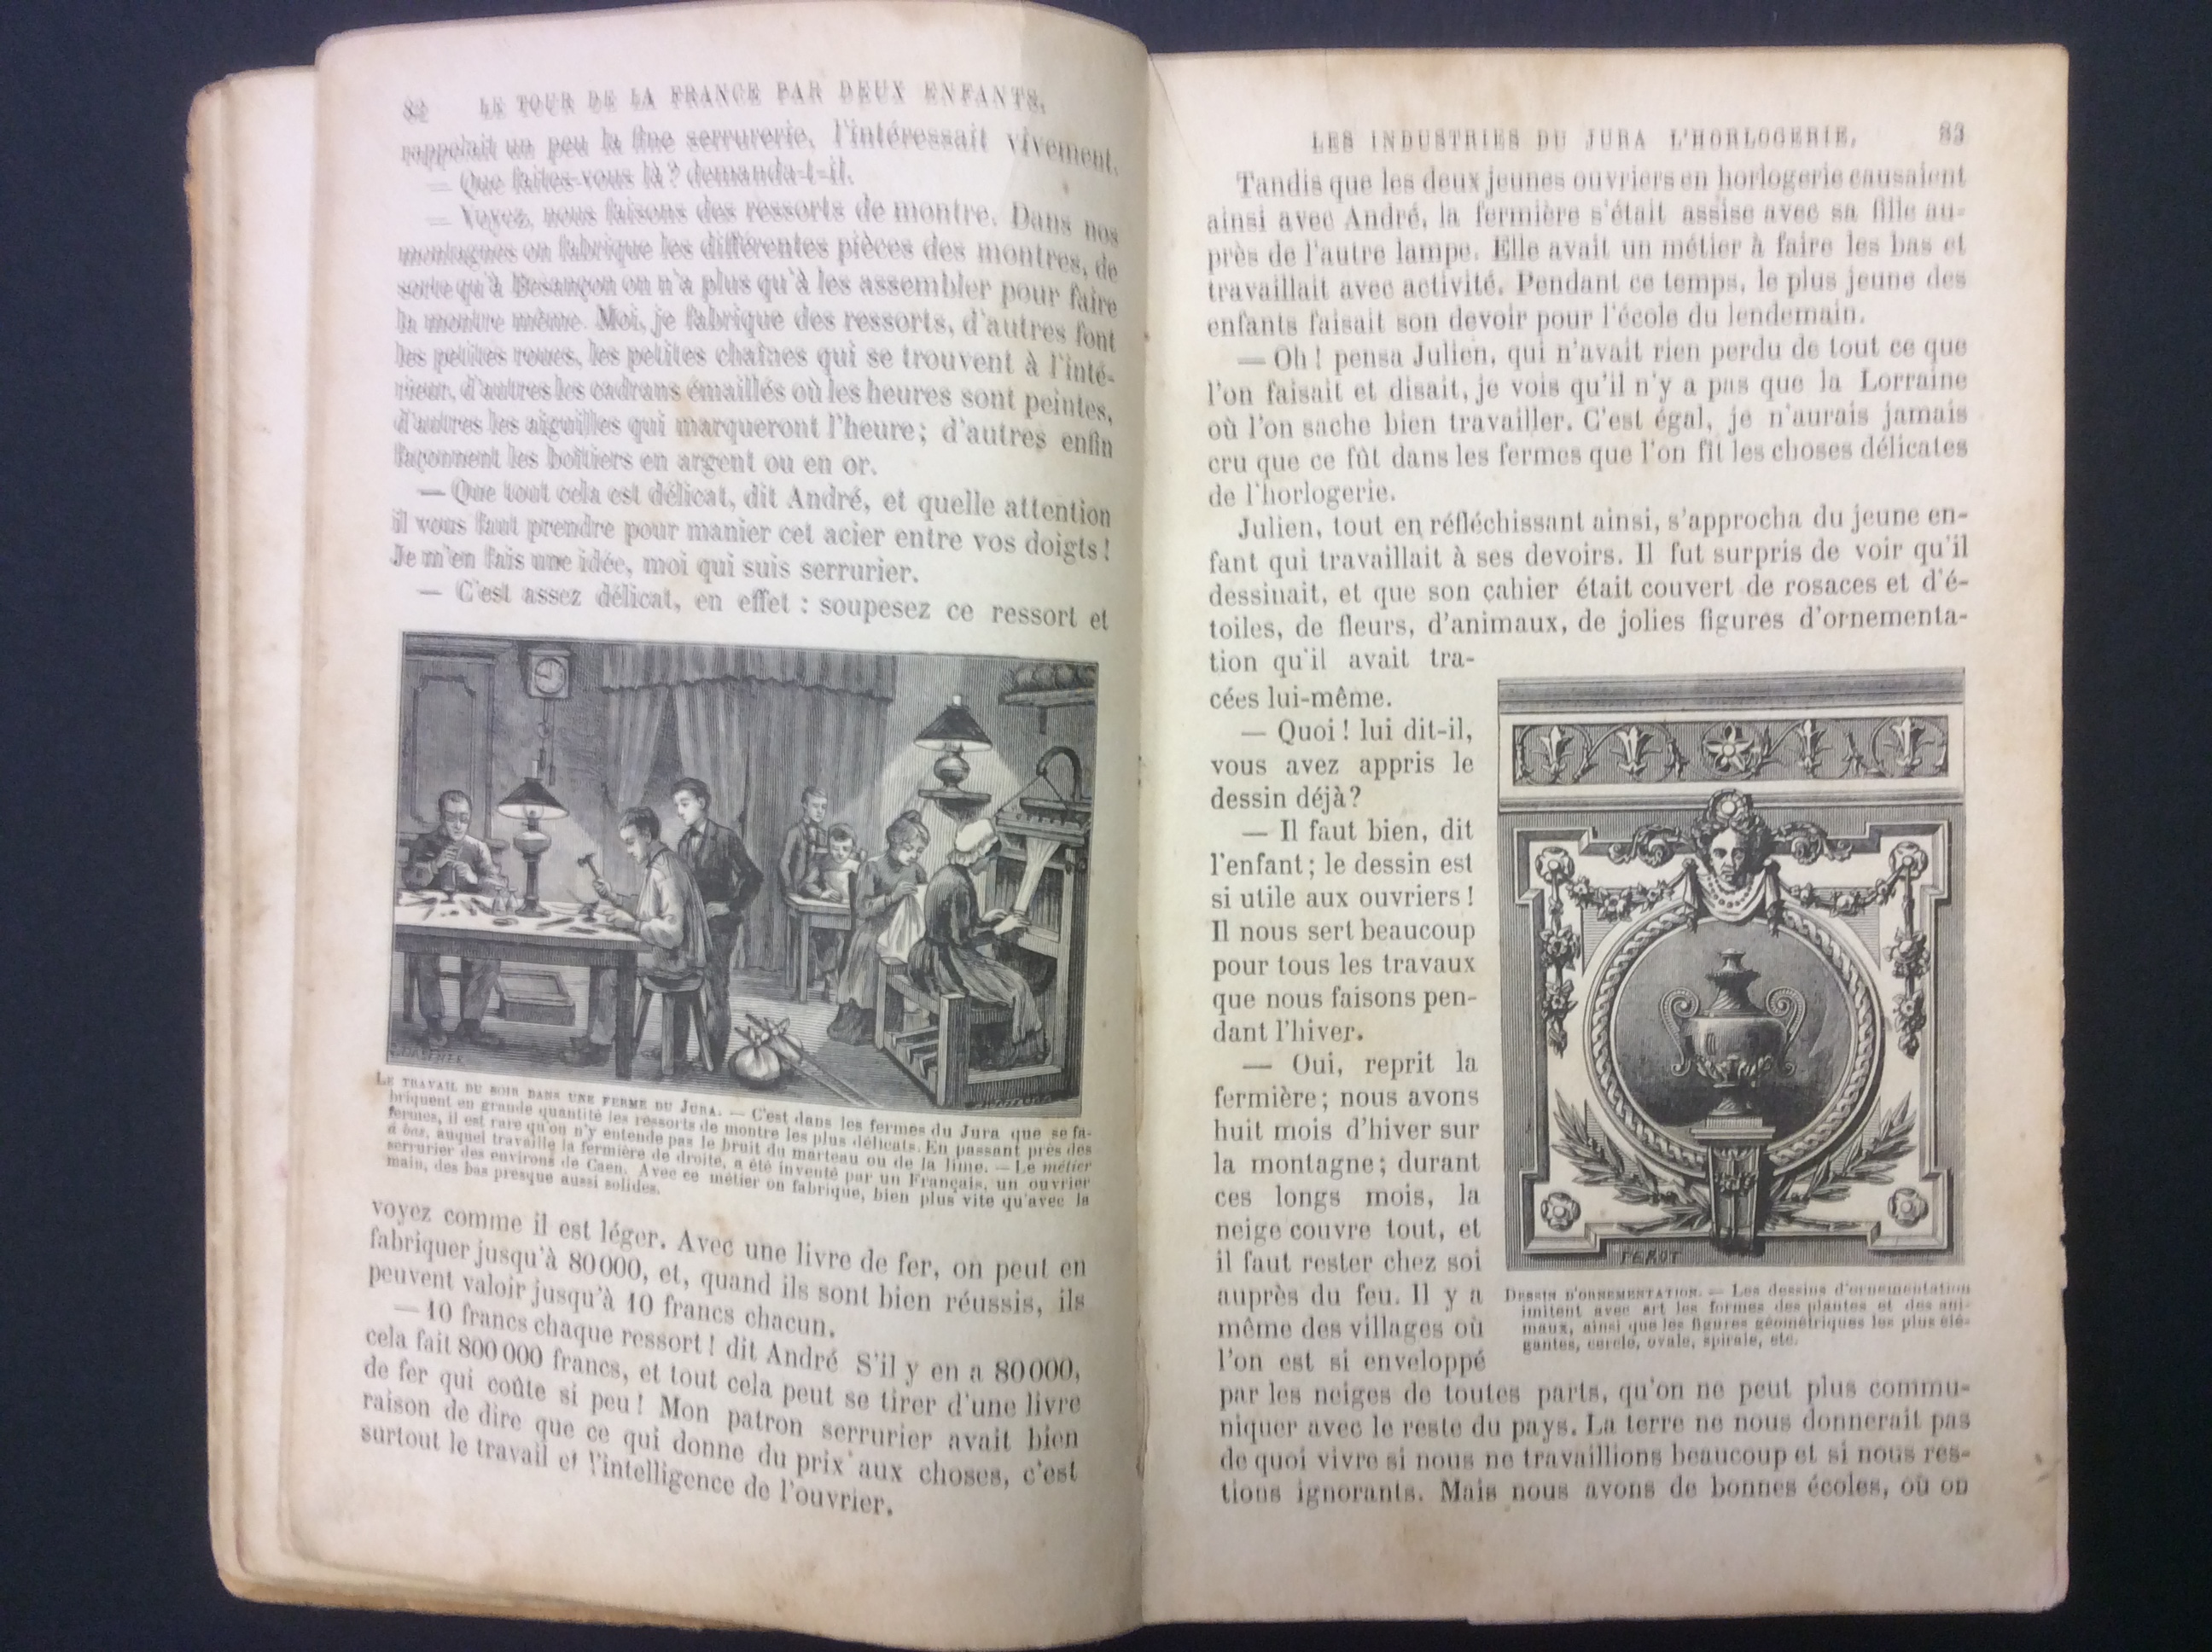 82 LE TOUR DE LA FRANCE PAR DEUX ENFANTS.
rappelait un peu la fine serrurerie, l'intéressait vivement.
— Que faites-vous là? demanda-t-il.
— Voyez, nous faisons des ressorts de montre. Dans nos
montagnes on fabrique les différentes pièces des montres, de
sorte qu'à Besançon on n'a plus qu'à les assembler pour faire
la montre même. Moi, je fabrique des ressorts, d'autres font
les petites roues, les petites chaînes qui se trouvent à l'inté-
rieur, d'autres les cadrans émaillés où les heures sont peintes,
d'autres les aiguilles qui marqueront l'heure; d'autres enfin
façonnent les boîtiers en argent ou en or.
— Que tout cela est délicat, dit André, et quelle attention
il vous faut prendre pour manier cet acier entre vos doigts!
Je m'en fais une idée, moi qui suis serrurier.
— C'est assez délicat, en effet : soupesez ce ressort et
LE TRAVAIL DU SOIR DANS UNE FERME DU JURA. — C'est dans les fermes du Jura que se fa-
briquent en grande quantité les ressorts de montre les plus délicats. En passant près des
fermes, il est rare qu'on n'y entende pas le bruit du marteau ou de la lime. — Le métier
à bas, auquel travaille la fermière de droite, a été inventé par un Français, un ouvrier
serrurier des environs de Caen. Avec ce métier on fabrique, bien plus vite qu'avec la
main, des bas presque aussi solides.
voyez comme il est léger. Avec une livre de fer, on peut en
fabriquer jusqu'à 80 000, et, quand ils sont bien réussis, ils
peuvent valoir jusqu'à 10 francs chacun.
— 10 francs chaque ressort! dit André S'il y en a 80 000,
cela fait 800 000 francs, et tout cela peut se tirer d'une livre
de fer qui coûte si peu! Mon patron serrurier avait bien
raison de dire que ce qui donne du prix aux choses, c'est
surtout le travail et l'intelligence de l'ouvrier.
LES INDUSTRIES DU JURA L'HORLOGERIE. 83
Tandis que les deux jeunes ouvriers en horlogerie causaient
ainsi avec André, la fermière s'était assise avec sa fille au-
près de l'autre lampe. Elle avait un métier à faire les bas et
travaillait avec activité. Pendant ce temps, le plus jeune des
enfants faisait son devoir pour l'école du lendemain.
— Oh! pensa Julien, qui n'avait rien perdu de tout ce que
l'on faisait et disait, je vois qu'il n'y a pas que la Lorraine
où l'on sache bien travailler. C'est égal, je n'aurais jamais
cru que ce fût dans les fermes que l'on fît les choses délicates
de l'horlogerie.
Julien, tout en réfléchissant ainsi, s'approcha du jeune en-
fant qui travaillait à ses devoirs. Il fut surpris de voir qu'il
dessinait, et que son cahier était couvert de rosaces et d'é-
toiles, de fleurs, d'animaux, de jolies figures d'ornementa-
tion qu'il avait tra-
cées lui-même.
— Quoi! lui dit-il,
vous avez appris le
dessin déjà?
— Il faut bien, dit
l'enfant; le dessin est
si utile aux ouvriers!
Il nous sert beaucoup
pour tous les travaux
que nous faisons pen-
dant l'hiver.
— Oui, reprit la
fermière; nous avons
huit mois d'hiver sur
la montagne; durant
ces longs mois, la
neige couvre tout, et
il faut rester chez soi
auprès du feu. Il y a
même des villages où
l'on est si enveloppé
PEROT
DESSIN D'ORNEMENTATION. — Les dessins d'ornementation
imitent avec art les formes des plantes et des ani-
maux, ainsi que les figures géométriques les plus élé-
gantes, cercle, ovale, spirale, etc.
par les neiges de toutes parts, qu'on ne peut plus commu-
niquer avec le reste du pays. La terre ne nous donnerait pas
de quoi vivre si nous ne travaillions beaucoup et si nous res-
tions ignorants. Mais nous avons de bonnes écoles, où on